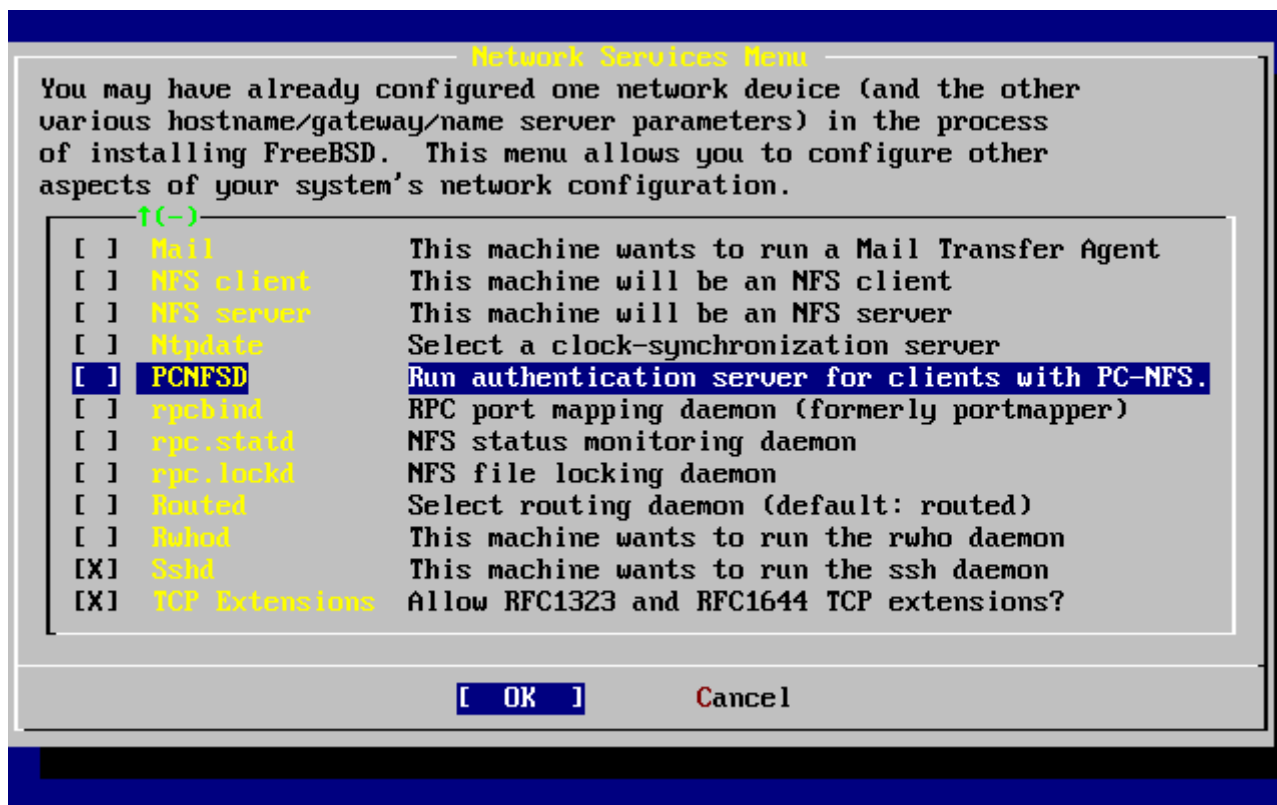 Network Services Menu
You may have already configured one network device (and the other
various hostname/gateway/name server parameters) in the process
of installing FreeBSD.  This menu allows you to configure other
aspects of your system's network configuration.
↑(-)
[ ] Mail This machine wants to run a Mail Transfer Agent
[ ] NFS client This machine will be an NFS client
[ ] NFS server This machine will be an NFS server
[ ] Ntpdate Select a clock-synchronization server
[ ] PCNFSD Run authentication server for clients with PC-NFS.
[ ] rpcbind RPC port mapping daemon (formerly portmapper)
[ ] rpc.statd NFS status monitoring daemon
[ ] rpc.lockd NFS file locking daemon
[ ] Routed Select routing daemon (default: routed)
[ ] Rwhod This machine wants to run the rwho daemon
[X] Sshd This machine wants to run the ssh daemon
[X] TCP Extensions Allow RFC1323 and RFC1644 TCP extensions?
[ OK ] Cancel